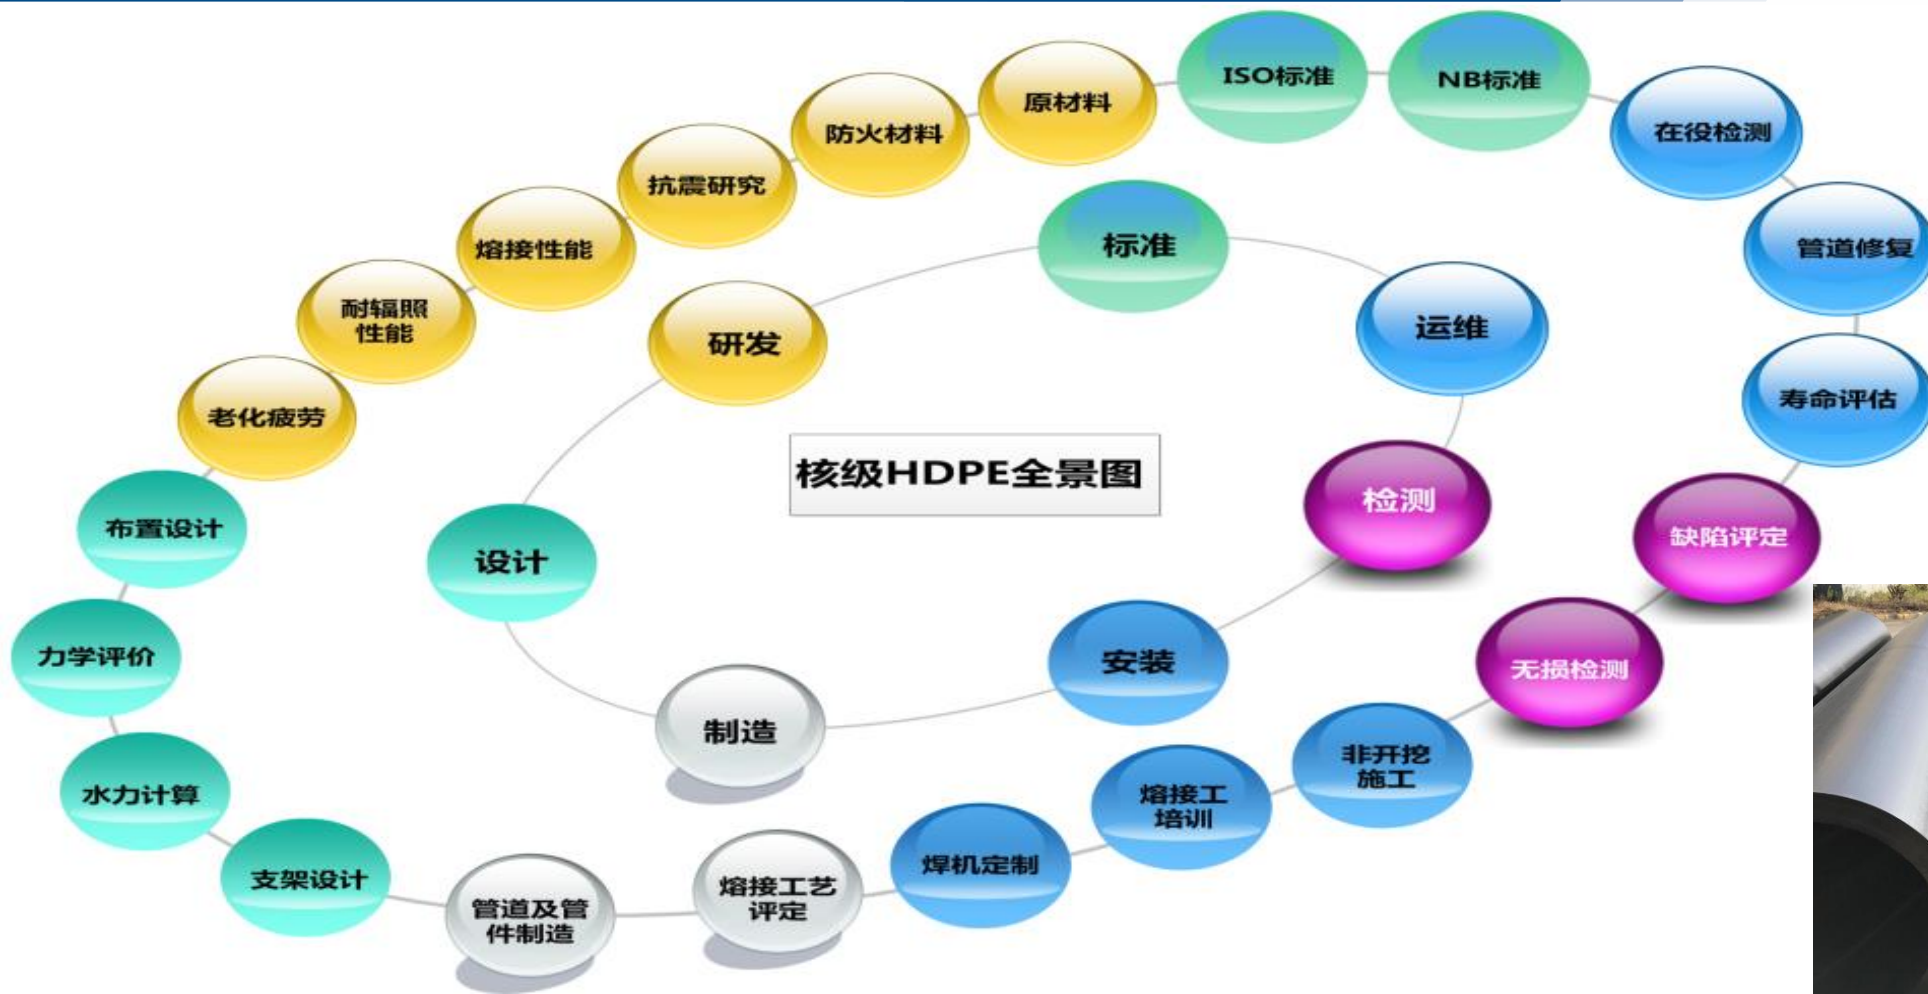 ISO标准
NB标准
原材料
防火材料
在役检测
抗震研究
标准
管道修复
熔接性能
耐辐照
性能
运维
研发
寿命评估
老化疲劳
核级HDPE全景图
检测
布置设计
缺陷评定
设计
力学评价
安装
无损检测
制造
非开挖
施工
水力计算
熔接工
培训
焊机定制
支架设计
熔接工艺
评定
管道及管
件制造